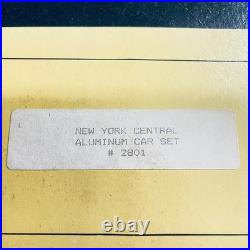 NEW YORK CENTRAL
ALUMINUM CAR SET
# 2801